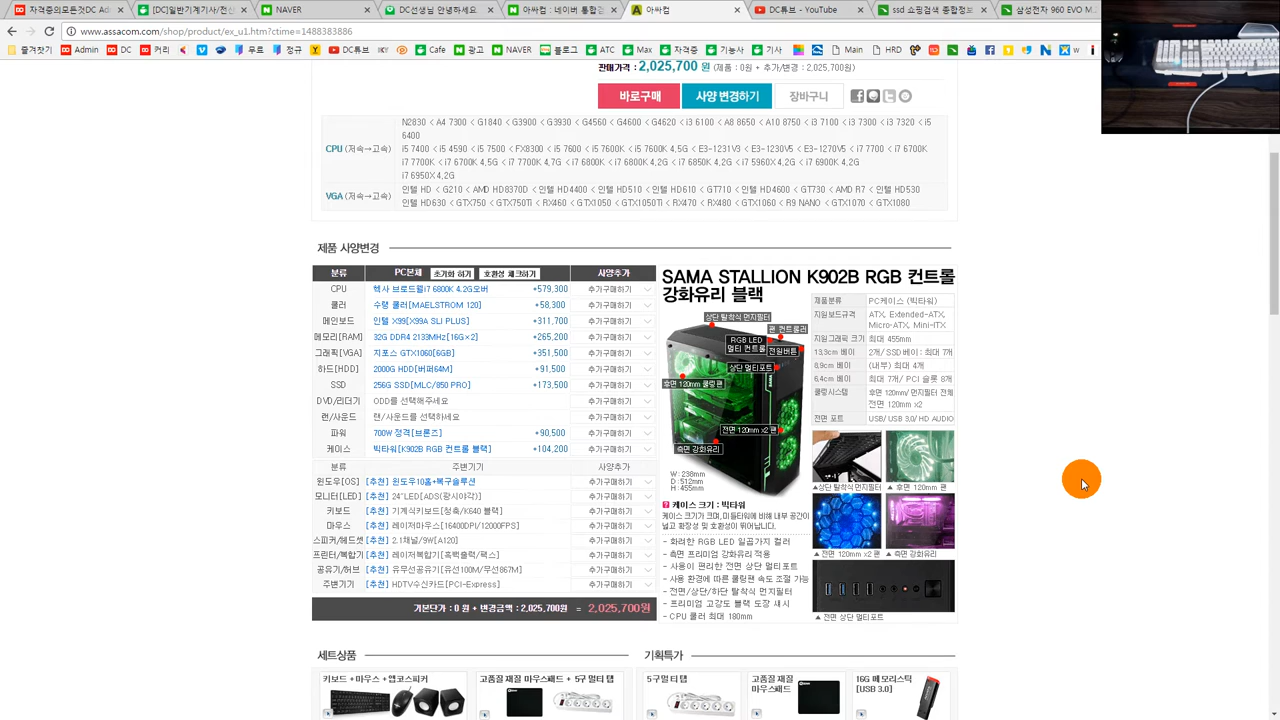 자격증의모든것DC Ad
[DC]일반기계기사/전산
NAVER
DC선생님 안녕하세요
아싸컴 : 네이버 통합검
아싸컴
DC튜브 - YouTube
ssd 쇼핑검색 종합정보
삼성전자 960 EVO M
www.assacom.com/shop/product/ex_u1.htm?ctime=1488383886
즐겨찾기 Admin DC 커리 우루 정규 Cafe 광고 NAVER 블로그 ATC Max 자격증 기능사 기사 Nain HRD DC튜 N w
판매가격 : 2,025,700 원 (제품 : 0원 + 추가/변경 : 2,025,700원)
바로구매 사양 변경하기 장바구니
N2830 < A4 7300 < G1840 < G3900 < G3930 < G4560 < G4600 < G4620 < i3 6100 < A8 8650 < A10 8750 < i3 7100 < i3 7300 < i3 7320 < i5
6400
CPU (저속→고속) i5 7400 < i5 4590 < i5 7500 < FX8300 < i5 7600 < i5 7600K < i5 7600K 4,5G < E3-1231V3 < E3-1230V5 < E3-1270V5 < i7 7700 < i7 6700K
i7 7700K < i7 6700K 4,5G < i7 7700K 4,7G < i7 6800K < i7 6800K 4,2G < i7 6850K 4,2G < i7 5960X 4,2G < i7 6900K 4,2G
i7 6950X 4,2G
VGA (저속→고속) 인텔 HD < G210 < AMD HD8370D < 인텔 HD4400 < 인텔 HD510 < 인텔 HD610 < GT710 < 인텔 HD4600 < GT730 < AMD R7 < 인텔 HD530
인텔 HD630 < GTX750 < GTX750Ti < RX460 < GTX1050 < GTX1050Ti < RX470 < RX480 < GTX1060 < R9 NANO < GTX1070 < GTX1080
제품 사양변경
분류 PC본체 초기화 하기 호환성 체크하기 사양추가
CPU 헥사 브로드웰i7 6800K 4.2G오버 +579,300 추가구매하기
쿨러 수랭 쿨러[MAELSTROM 120] +58,300 추가구매하기
메인보드 인텔 X99[X99A SLI PLUS] +311,700 추가구매하기
메모리[RAM] 32G DDR4 2133MHz[16G×2] +265,200 추가구매하기
그래픽[VGA] 지포스 GTX1060[6GB] +351,500 추가구매하기
하드[HDD] 2000G HDD[버퍼64M] +91,500 추가구매하기
SSD 256G SSD[MLC/850 PRO] +173,500 추가구매하기
DVD/리더기 ODD를 선택해주세요 추가구매하기
랜/사운드 랜/사운드를 선택하세요 추가구매하기
파워 700W 정격[브론즈] +90,500 추가구매하기
케이스 빅타워[K902B RGB 컨트롤 블랙] +104,200 추가구매하기
분류 주변기기 사양추가
윈도우[OS] [추천] 윈도우10홈+복구솔루션 추가구매하기
모니터[LED] [추천] 24"LED[ADS(광시야각)] 추가구매하기
키보드 [추천] 기계식키보드[청축/K640 블랙] 추가구매하기
마우스 [추천] 레이저마우스[16400DPI/12000FPS] 추가구매하기
스피커/헤드셋 [추천] 2.1채널/9W[A120] 추가구매하기
프린터/복합기 [추천] 레이저복합기[흑백출력/팩스] 추가구매하기
공유기/허브 [추천] 유무선공유기[유선100M/무선867M] 추가구매하기
주변기기 [추천] HDTV수신카드[PCI-Express] 추가구매하기
기본단가 : 0 원 + 변경금액 : 2,025,700원 = 2,025,700원
SAMA STALLION K902B RGB 컨트롤
강화유리 블랙
상단 탈착식 먼지필터
팬 컨트롤러
RGB LED
멀티 컨트롤
전원버튼
상단 멀티포트
후면 120mm 쿨링팬
전면 120mm x2 팬
측면 강화유리
W : 238mm
D : 512mm
H : 455mm
제품분류 PC케이스 (빅타워)
지원보드규격 ATX, Extended-ATX,
Micro-ATX, Mini-ITX
지원그래픽 크기 최대 455mm
13,3cm 베이 2개/ SSD 베이 : 최대 7개
8,9cm 베이 (내부) 최대 4개
6,4cm 베이 최대 7개/ PCI 슬롯 8개
쿨링시스템 후면 120mm/ 먼지필터 전체
전면 120mm x2
전면 포트 USB/ USB 3.0/ HD AUDIO
▲상단 탈착식 먼지필터 ▲ 후면 120mm 팬
▲ 전면 120mm x2 팬 ▲ 측면 강화유리
▲ 전면 상단 멀티포트
케이스 크기 : 빅타워
케이스 크기가 크며, 미들타워에 비해 내부 공간이
넓고 확장성 및 호환성이 뛰어납니다.
- 화려한 RGB LED 일곱가지 컬러
- 측면 프리미엄 강화유리 적용
- 사용이 편리한 전면 상단 멀티포트
- 사용 환경에 따른 쿨링팬 속도 조절 가능
- 전면/상단/하단 탈착식 먼지필터
- 프리미엄 고강도 블랙 도장 섀시
- CPU 쿨러 최대 180mm
세트상품
기획특가
키보드 + 마우스 + 앱코스피커
고품질 재질 마우스패드 + 5구 멀티 탭
5구멀티탭
고품질 재질
마우스패드
16G 메모리스틱
[USB 3.0]